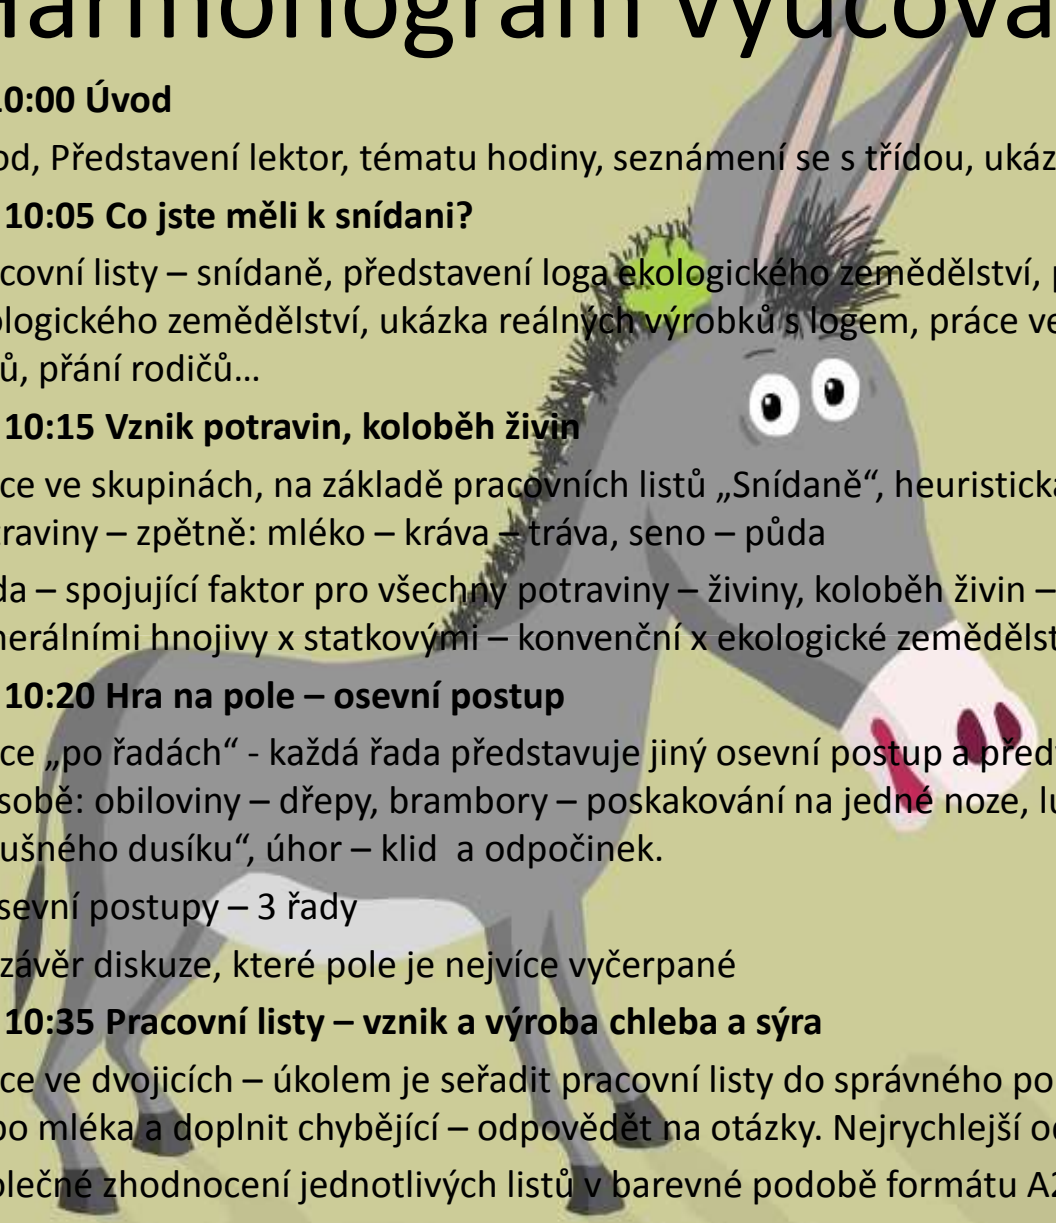 Harmonogram vyučova
10:00 Úvod
od, Představení lektor, tématu hodiny, seznámení se s třídou, ukáz
10:05 Co jste měli k snídani?
covní listy – snídaně, představení loga ekologického zemědělství, p
ologického zemědělství, ukázka reálných výrobků s logem, práce ve
ů, přání rodičů…
10:15 Vznik potravin, koloběh živin
ce ve skupinách, na základě pracovních listů „Snídaně“, heuristická
raviny – zpětně: mléko – kráva – tráva, seno – půda
da – spojující faktor pro všechny potraviny – živiny, koloběh živin –
nerálními hnojivy x statkovými – konvenční x ekologické zemědělst
10:20 Hra na pole – osevní postup
ce „po řadách“ - každá řada představuje jiný osevní postup a předv
sobě: obiloviny – dřepy, brambory – poskakování na jedné noze, lu
ušného dusíku“, úhor – klid a odpočinek.
sevní postupy – 3 řady
závěr diskuze, které pole je nejvíce vyčerpané
10:35 Pracovní listy – vznik a výroba chleba a sýra
ce ve dvojicích – úkolem je seřadit pracovní listy do správného po
bo mléka a doplnit chybějící – odpovědět na otázky. Nejrychlejší od
olečné zhodnocení jednotlivých listů v barevné podobě formátu A2